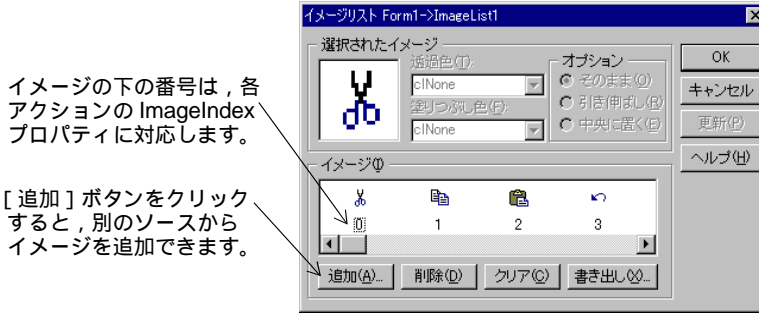 イメージリスト Form1->ImageList1
選択されたイメージ
透過色(T):
clNone
塗りつぶし色(F):
clNone
オプション
そのまま(O)
引き伸ばし(R)
中央に置く(E)
OK
キャンセル
更新(P)
ヘルプ(H)
イメージの下の番号は , 各
アクションの ImageIndex
プロパティに対応します。
イメージ(I)
0 1 2 3
[ 追加 ] ボタンをクリック
すると , 別のソースから
イメージを追加できます。
追加(A)... 削除(D) クリア(C) 書き出し(X)...